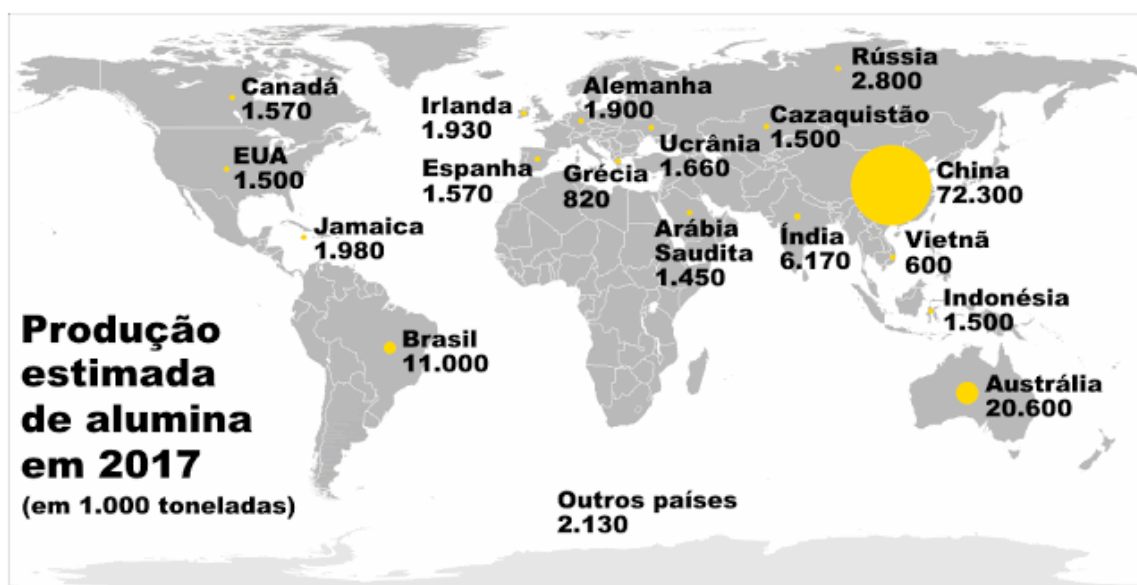 Produção
estimada
de alumina
em 2017
(em 1.000 toneladas)
Canadá
1.570
EUA
1.500
Jamaica
1.980
Brasil
11.000
Irlanda
1.930
Espanha
1.570
Alemanha
1.900
Grécia
820
Ucrânia
1.660
Rússia
2.800
Cazaquistão
1.500
Arábia
Saudita
1.450
Índia
6.170
China
72.300
Vietnã
600
Indonésia
1.500
Austrália
20.600
Outros países
2.130